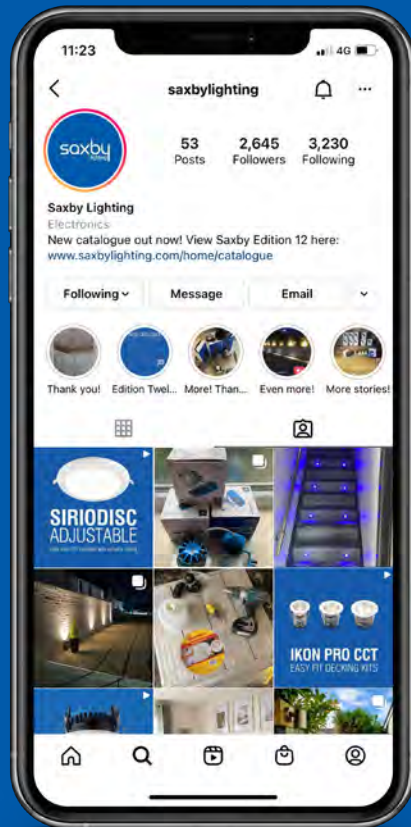 11:23
4G
saxbylighting
saxby
53 2,645 3,230
Posts Followers Following
Saxby Lighting
Electronics
New catalogue out now! View Saxby Edition 12 here:
www.saxbylighting.com/home/catalogue
Following Message Email
Thank you! Edition Twel... More! Than... Even more! More stories!
SIRIODISC
ADJUSTABLE
IKON PRO CCT
EASY FIT DECKING KITS